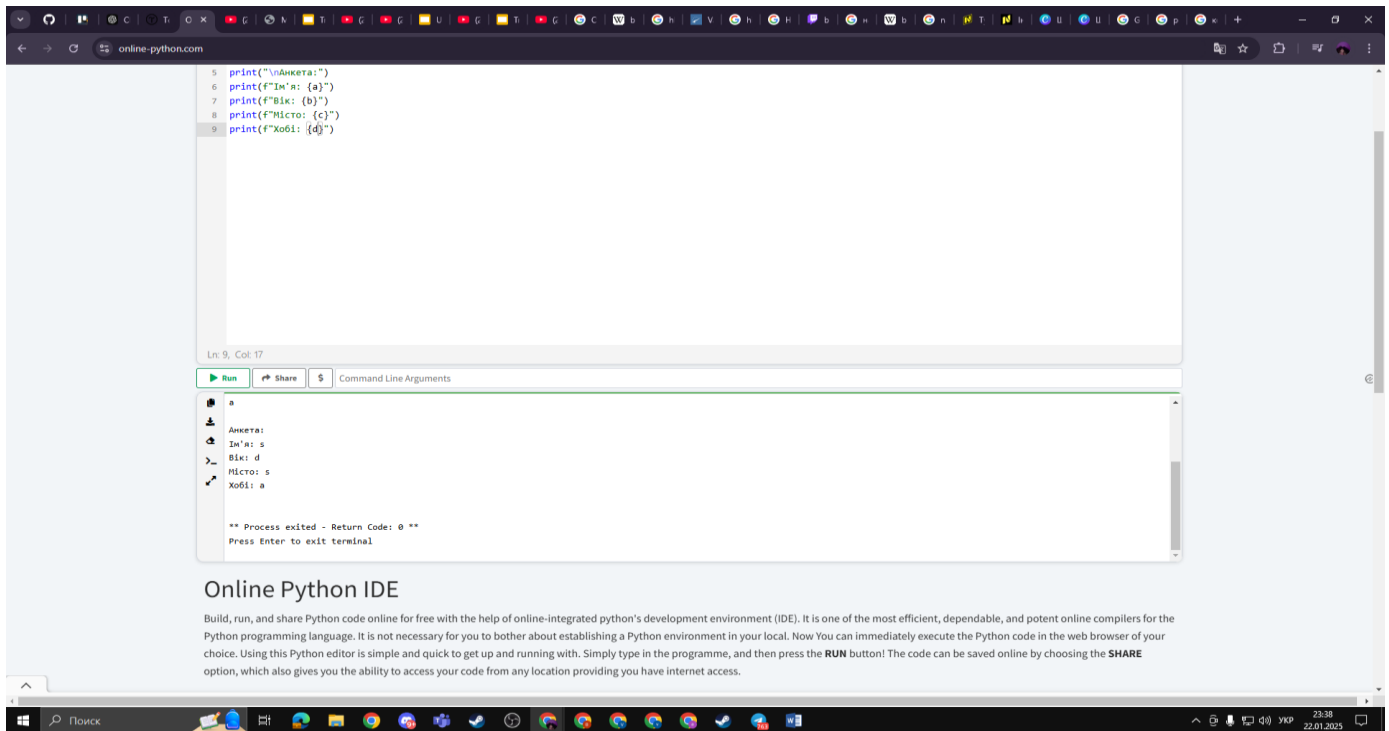 online-python.com
5 print("\nАнкета:")
6 print(f"Ім'я: {a}")
7 print(f"Вік: {b}")
8 print(f"Місто: {c}")
9 print(f"Хобі: {d}")
Ln: 9, Col: 17
Run Share $ Command Line Arguments
a
Анкета:
Ім'я: s
Вік: d
Місто: s
Хобі: a
** Process exited - Return Code: 0 **
Press Enter to exit terminal
Online Python IDE
Build, run, and share Python code online for free with the help of online-integrated python's development environment (IDE). It is one of the most efficient, dependable, and potent online compilers for the
Python programming language. It is not necessary for you to bother about establishing a Python environment in your local. Now You can immediately execute the Python code in the web browser of your
choice. Using this Python editor is simple and quick to get up and running with. Simply type in the programme, and then press the RUN button! The code can be saved online by choosing the SHARE
option, which also gives you the ability to access your code from any location providing you have internet access.
Поиск
УКР
23:38
22.01.2025